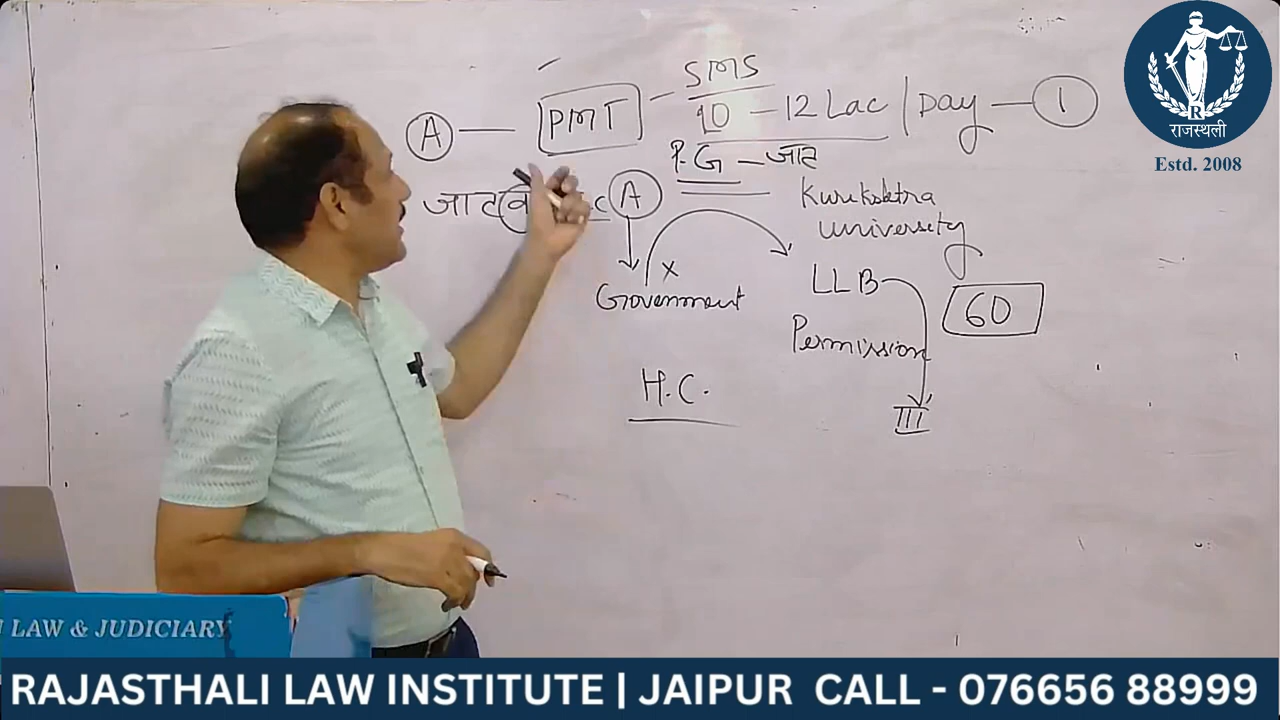 SMS
(A) — PMT — 10 — 12 Lac / Day — (1)
P.G — जाट
जाट c (A)
Kurukshetra
University
LLB
Government
60
Permission
H.C.
III
R
राजस्थली
Estd. 2008
LAW & JUDICIARY
RAJASTHALI LAW INSTITUTE | JAIPUR CALL - 076656 88999